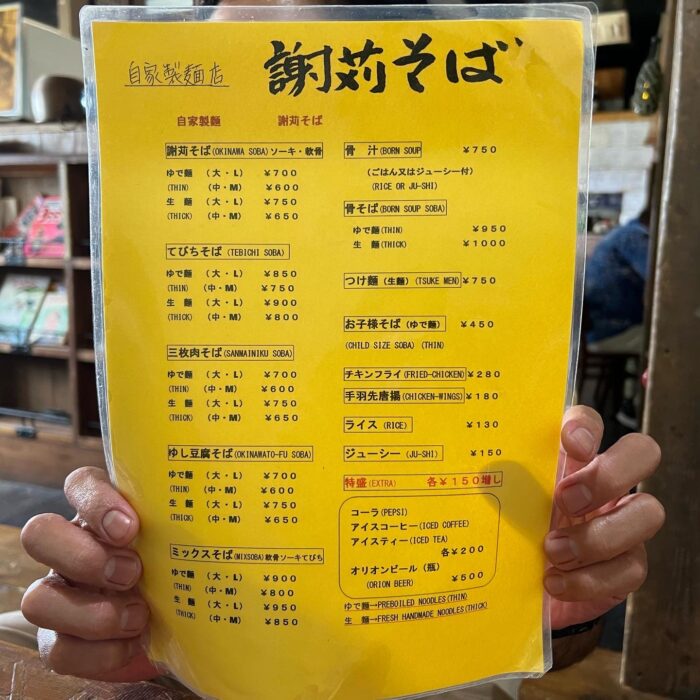 自家製麺店 謝苅そば
自家製麺 謝苅そば
謝苅そば(OKINAWA SOBA)ソーキ・軟骨
ゆで麺 (大・L) ¥700
(THIN) (中・M) ¥600
生 麺 (大・L) ¥750
(THICK) (中・M) ¥650
てびちそば (TEBICHI SOBA)
ゆで麺 (大・L) ¥850
(THIN) (中・M) ¥750
生 麺 (大・L) ¥900
(THICK) (中・M) ¥800
三枚肉そば(SANMAINIKU SOBA)
ゆで麺 (大・L) ¥700
(THIN) (中・M) ¥600
生 麺 (大・L) ¥750
(THICK) (中・M) ¥650
ゆし豆腐そば(OKINAWATO-FU SOBA)
ゆで麺 (大・L) ¥700
(THIN) (中・M) ¥600
生 麺 (大・L) ¥750
(THICK) (中・M) ¥650
ミックスそば(MIXSOBA)軟骨ソーキてびち
ゆで麺 (大・L) ¥900
(THIN) (中・M) ¥800
生 麺 (大・L) ¥950
(THICK) (中・M) ¥850
骨 汁(BORN SOUP) ¥750
(ごはん又はジューシー付)
(RICE OR JU-SHI)
骨そば(BORN SOUP SOBA)
ゆで麺(THIN) ¥950
生 麺(THICK) ¥1000
つけ麺(生麺)(TSUKE MEN) ¥750
お子様そば(ゆで麺) ¥450
(CHILD SIZE SOBA) (THIN)
チキンフライ(FRIED-CHICKEN) ¥280
手羽先唐揚(CHICKEN-WINGS) ¥180
ライス(RICE) ¥130
ジューシー(JU-SHI) ¥150
特盛(EXTRA) 各¥150増し
コーラ(PEPSI)
アイスコーヒー(ICED COFFEE)
アイスティー(ICED TEA)
各¥200
オリオンビール(瓶)
(ORION BEER) ¥500
ゆで麺→PREBOILED NOODLES(THIN)
生 麺→FRESH HANDMADE NOODLES(THICK)